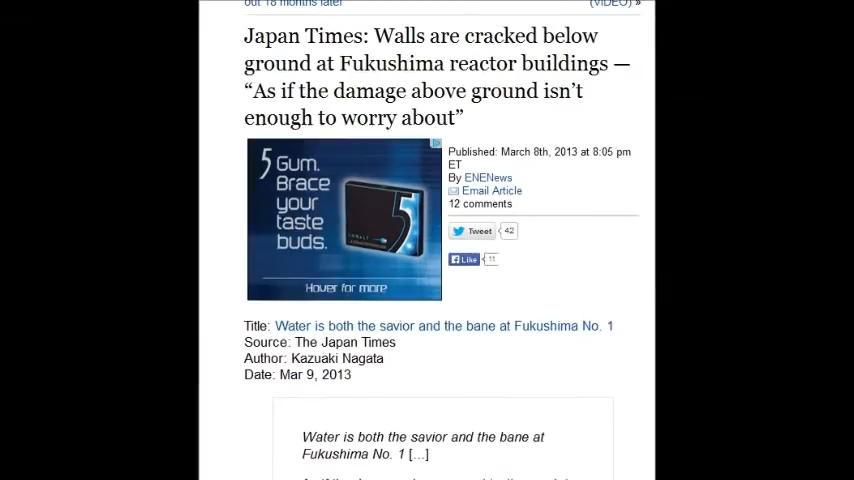 out 18 months later
(VIDEO) »
Japan Times: Walls are cracked below
ground at Fukushima reactor buildings —
“As if the damage above ground isn’t
enough to worry about”
5 Gum.
Brace
your
taste
buds.
5
COBALT
Hover for more
Published: March 8th, 2013 at 8:05 pm
ET
By ENENews
Email Article
12 comments
Tweet 42
Like 11
Title: Water is both the savior and the bane at Fukushima No. 1
Source: The Japan Times
Author: Kazuaki Nagata
Date: Mar 9, 2013
Water is both the savior and the bane at
Fukushima No. 1 [...]